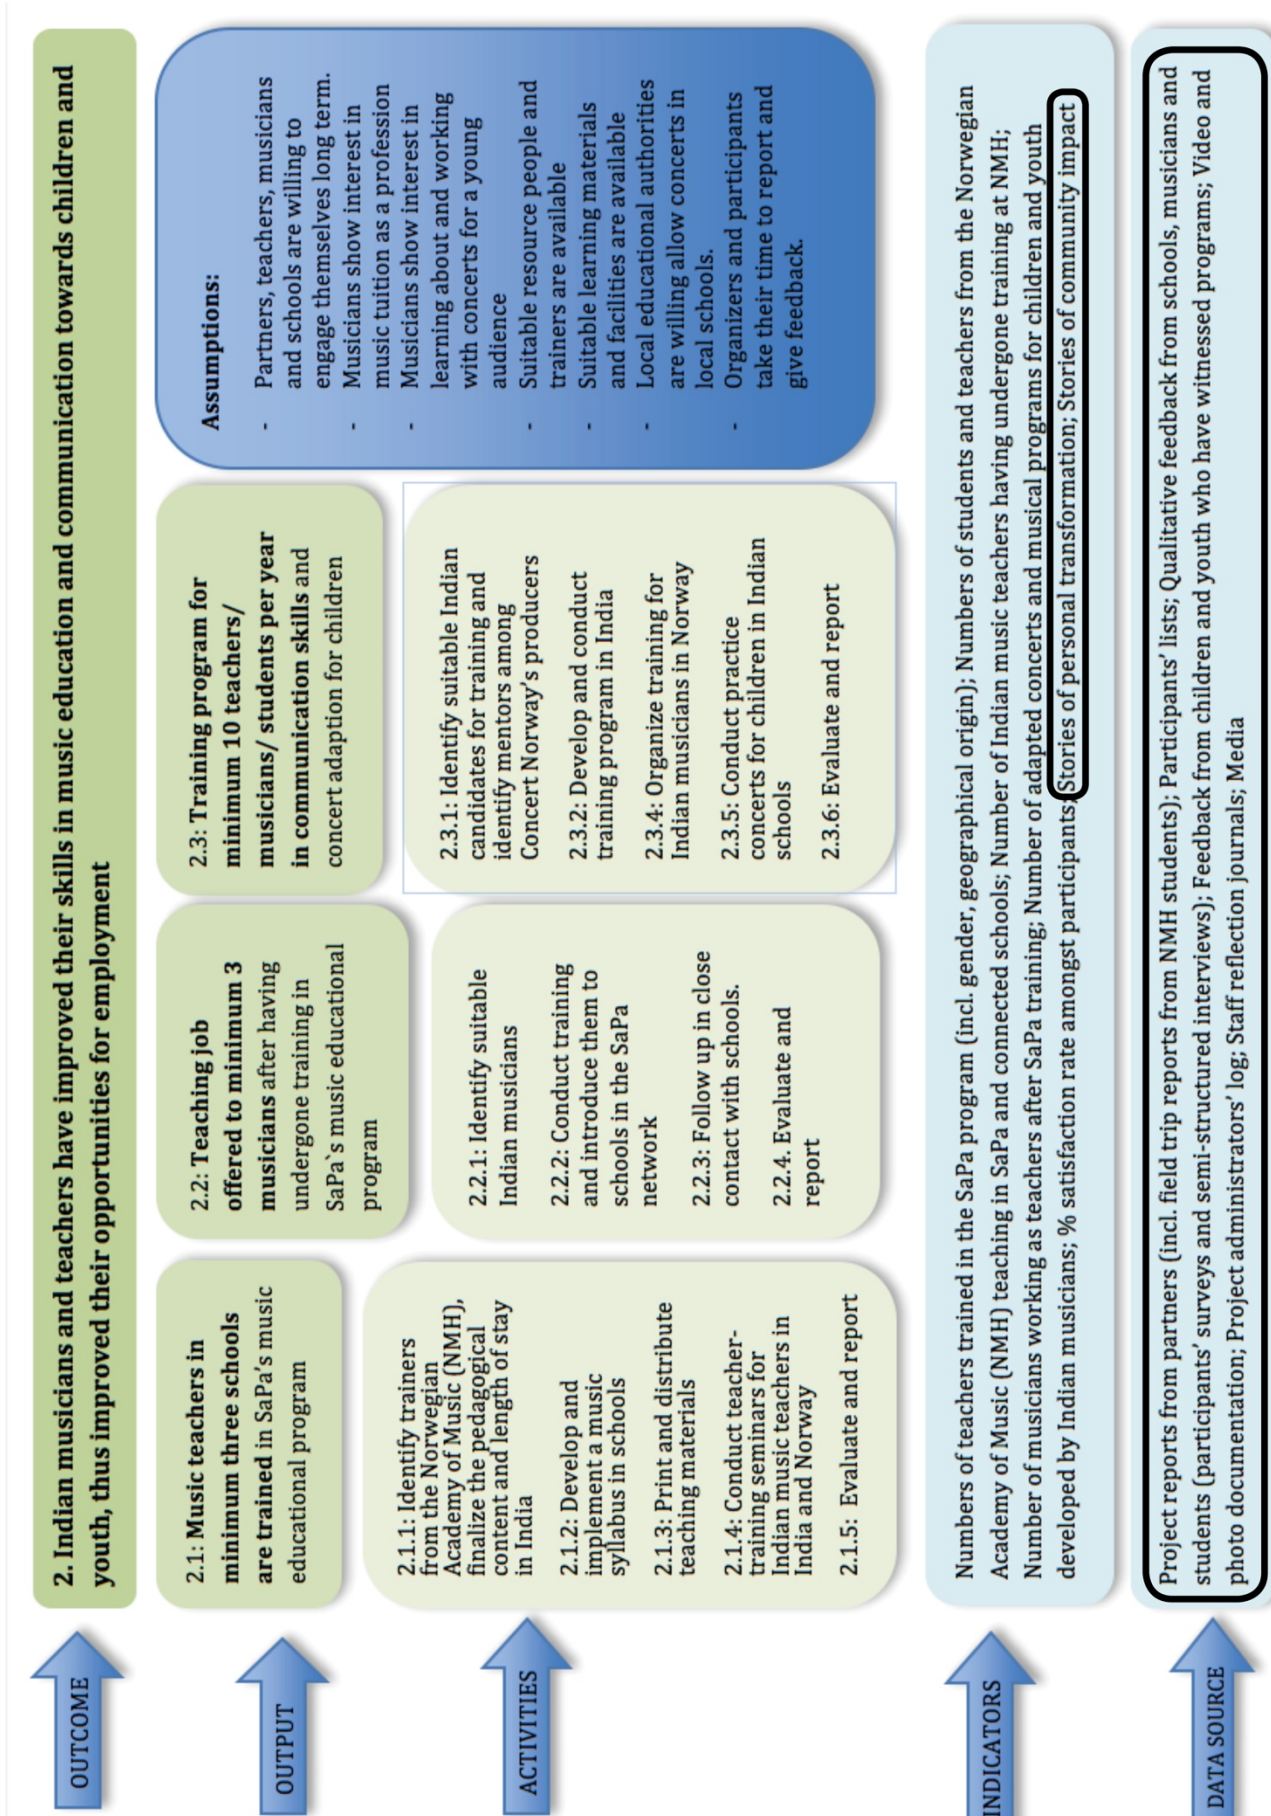 OUTCOME
2. Indian musicians and teachers have improved their skills in music education and communication towards children and
youth, thus improved their opportunities for employment
OUTPUT
2.1: Music teachers in
minimum three schools
are trained in SaPa's music
educational program
2.2: Teaching job
offered to minimum 3
musicians after having
undergone training in
SaPa`s music educational
program
2.3: Training program for
minimum 10 teachers/
musicians/ students per year
in communication skills and
concert adaption for children
Assumptions:
- Partners, teachers, musicians
and schools are willing to
engage themselves long term.
- Musicians show interest in
music tuition as a profession
- Musicians show interest in
learning about and working
with concerts for a young
audience
- Suitable resource people and
trainers are available
- Suitable learning materials
and facilities are available
- Local educational authorities
are willing allow concerts in
local schools.
- Organizers and participants
take their time to report and
give feedback.
ACTIVITIES
2.1.1: Identify trainers
from the Norwegian
Academy of Music (NMH),
finalize the pedagogical
content and length of stay
in India
2.1.2: Develop and
implement a music
syllabus in schools
2.1.3: Print and distribute
teaching materials
2.1.4: Conduct teacher-
training seminars for
Indian music teachers in
India and Norway
2.1.5: Evaluate and report
2.2.1: Identify suitable
Indian musicians
2.2.2: Conduct training
and introduce them to
schools in the SaPa
network
2.2.3: Follow up in close
contact with schools.
2.2.4. Evaluate and
report
2.3.1: Identify suitable Indian
candidates for training and
identify mentors among
Concert Norway's producers
2.3.2: Develop and conduct
training program in India
2.3.4: Organize training for
Indian musicians in Norway
2.3.5: Conduct practice
concerts for children in Indian
schools
2.3.6: Evaluate and report
INDICATORS
Numbers of teachers trained in the SaPa program (incl. gender, geographical origin); Numbers of students and teachers from the Norwegian
Academy of Music (NMH) teaching in SaPa and connected schools; Number of Indian music teachers having undergone training at NMH;
Number of musicians working as teachers after SaPa training; Number of adapted concerts and musical programs for children and youth
developed by Indian musicians; % satisfaction rate amongst participants; Stories of personal transformation; Stories of community impact
DATA SOURCE
Project reports from partners (incl. field trip reports from NMH students); Participants' lists; Qualitative feedback from schools, musicians and
students (participants' surveys and semi-structured interviews); Feedback from children and youth who have witnessed programs; Video and
photo documentation; Project administrators' log; Staff reflection journals; Media